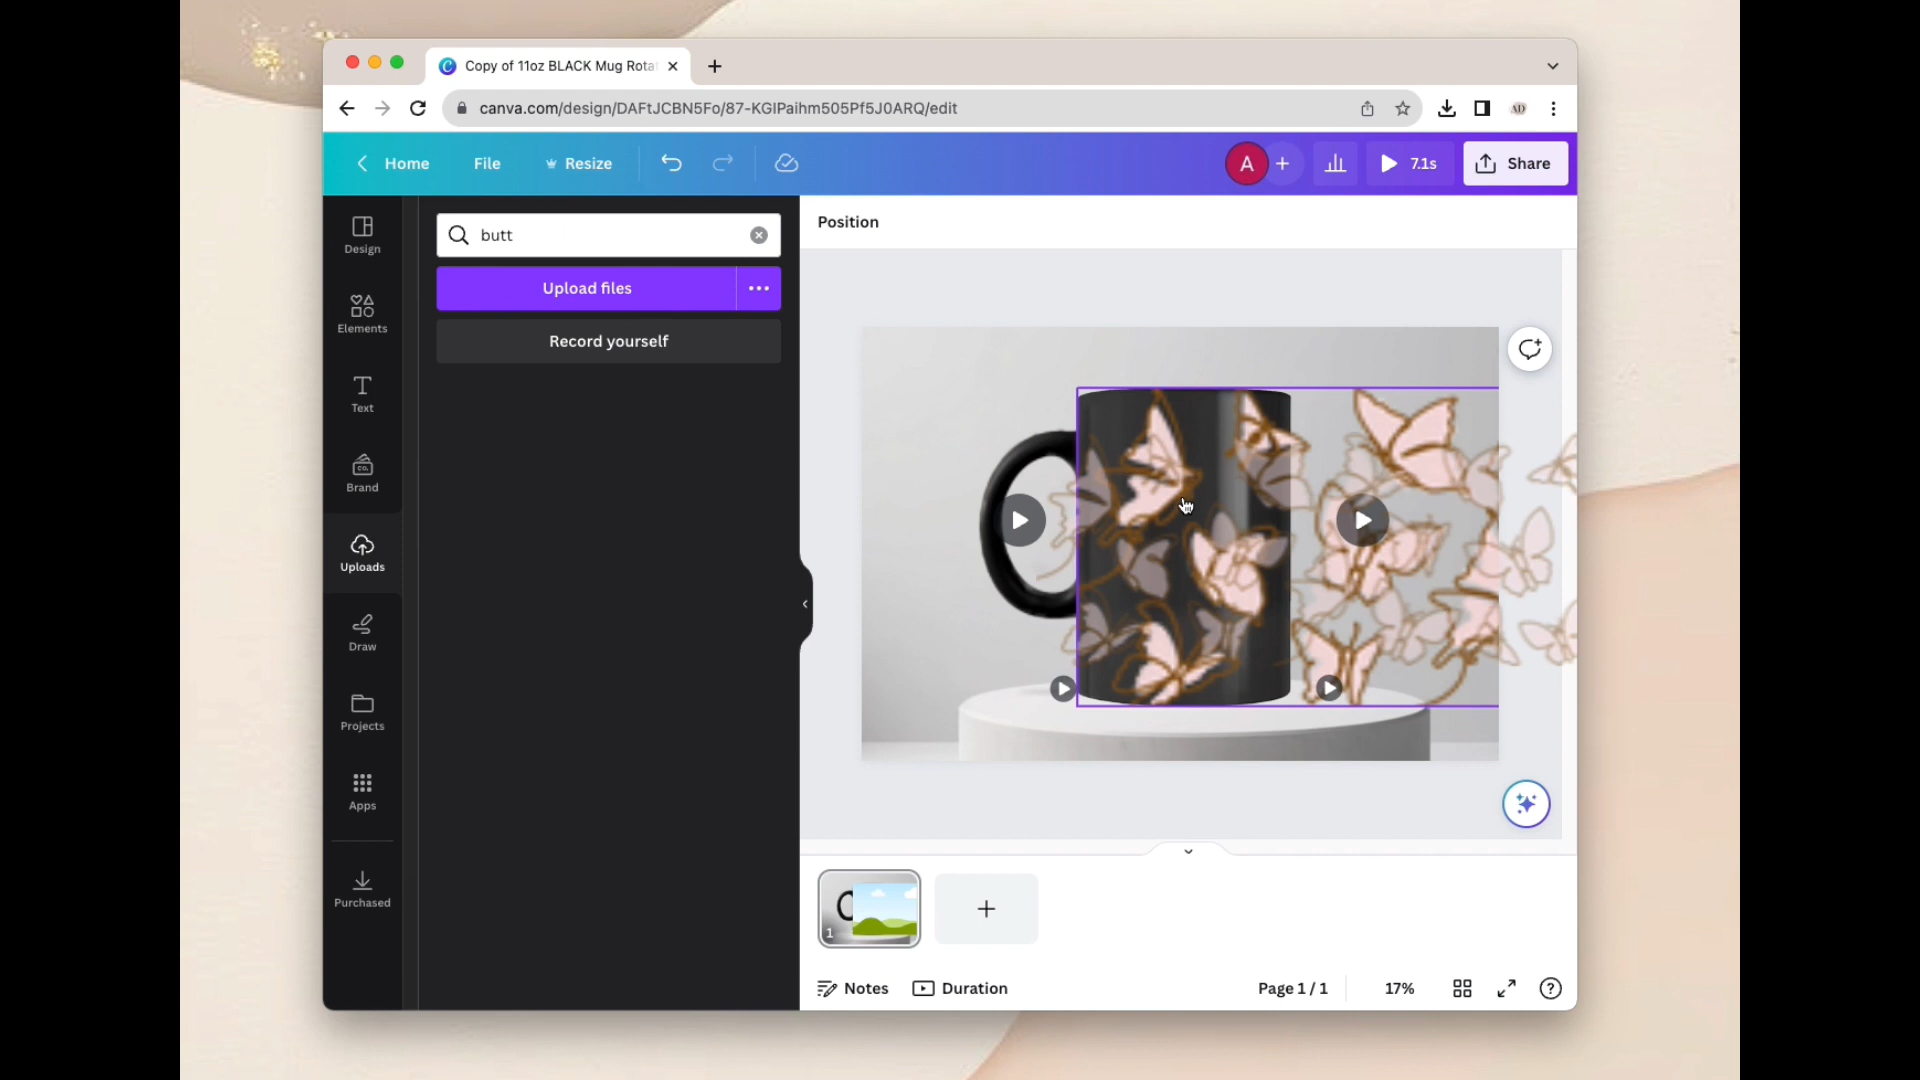 Copy of 11oz BLACK Mug Rota
canva.com/design/DAFtJCBN5Fo/87-KGIPaihm505Pf5J0ARQ/edit
AD
Home File Resize A 7.1s Share
Design
Elements
Text
Brand
Uploads
Draw
Projects
Apps
Purchased
butt
Upload files
Record yourself
Position
1
Notes Duration Page 1 / 1 17%